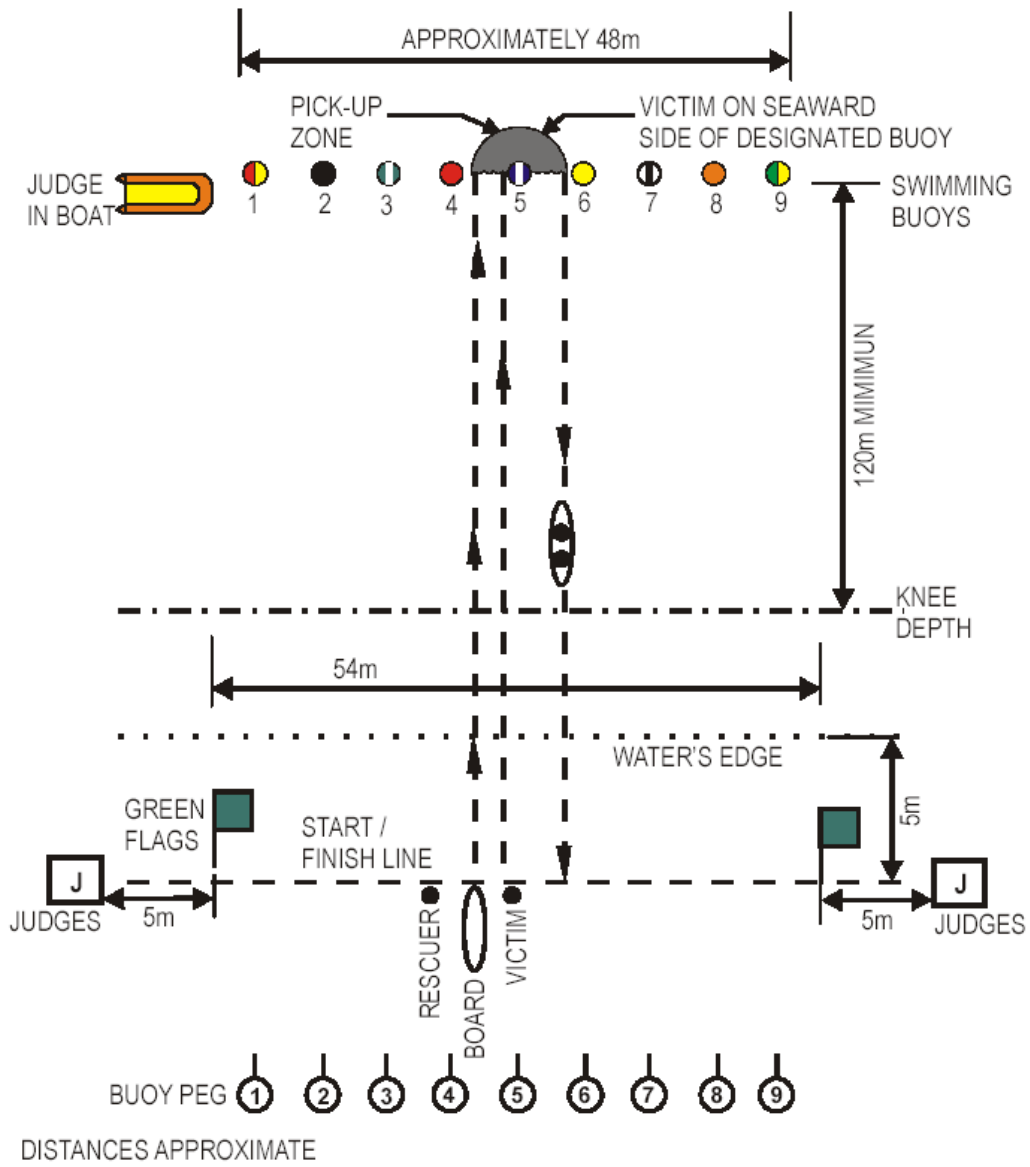 APPROXIMATELY 48m
PICK-UP
ZONE
VICTIM ON SEAWARD
SIDE OF DESIGNATED BUOY
JUDGE
IN BOAT
1 2 3 4 5 6 7 8 9
SWIMMING
BUOYS
120m MIMIMUN
KNEE
DEPTH
54m
WATER'S EDGE
GREEN
FLAGS
START /
FINISH LINE
5m
J
JUDGES
5m
RESCUER
BOARD
VICTIM
5m
J
JUDGES
BUOY PEG 1 2 3 4 5 6 7 8 9
DISTANCES APPROXIMATE